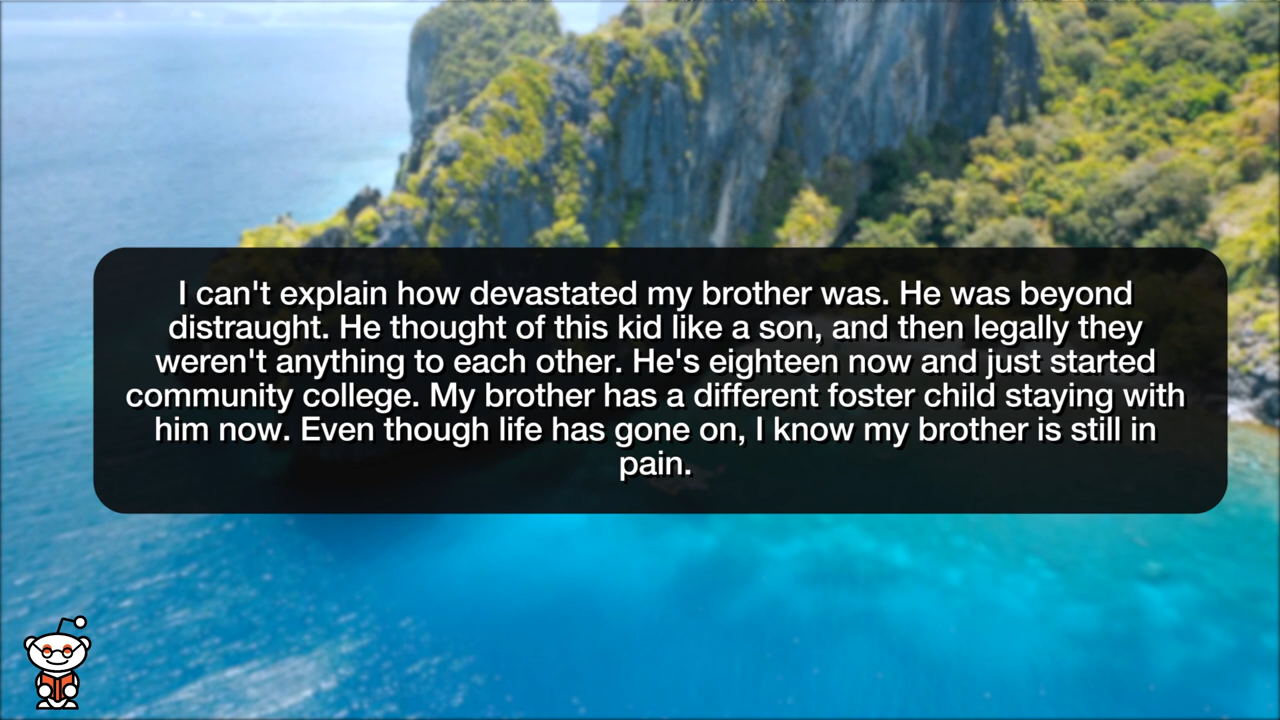 I can't explain how devastated my brother was. He was beyond
distraught. He thought of this kid like a son, and then legally they
weren't anything to each other. He's eighteen now and just started
community college. My brother has a different foster child staying with
him now. Even though life has gone on, I know my brother is still in
pain.